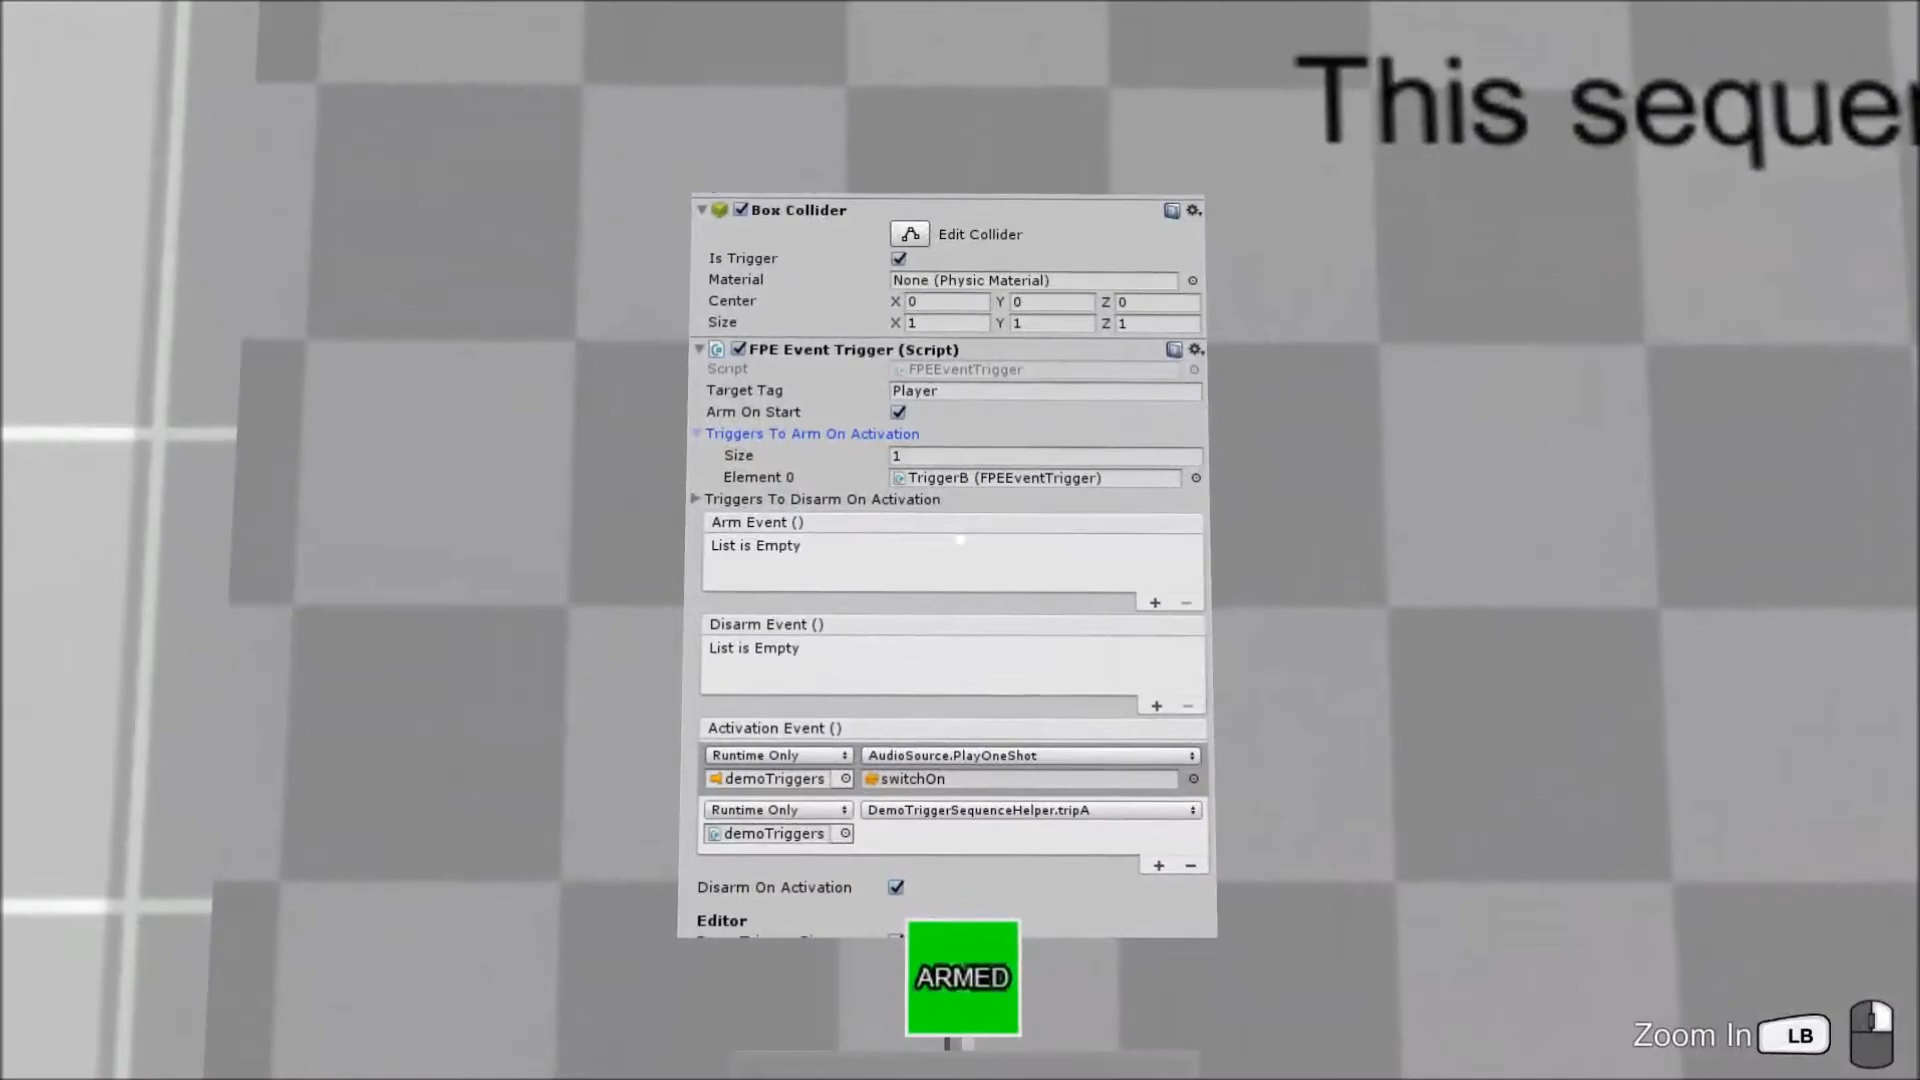 This seque
Box Collider
Edit Collider
Is Trigger
Material None (Physic Material)
Center X 0 Y 0 Z 0
Size X 1 Y 1 Z 1
FPE Event Trigger (Script)
Script FPEEventTrigger
Target Tag Player
Arm On Start
Triggers To Arm On Activation
Size 1
Element 0 TriggerB (FPEEventTrigger)
Triggers To Disarm On Activation
Arm Event ()
List is Empty
+ −
Disarm Event ()
List is Empty
+ −
Activation Event ()
Runtime Only AudioSource.PlayOneShot
demoTriggers switchOn
Runtime Only DemoTriggerSequenceHelper.tripA
demoTriggers
+ −
Disarm On Activation
Editor
ARMED
Zoom In LB